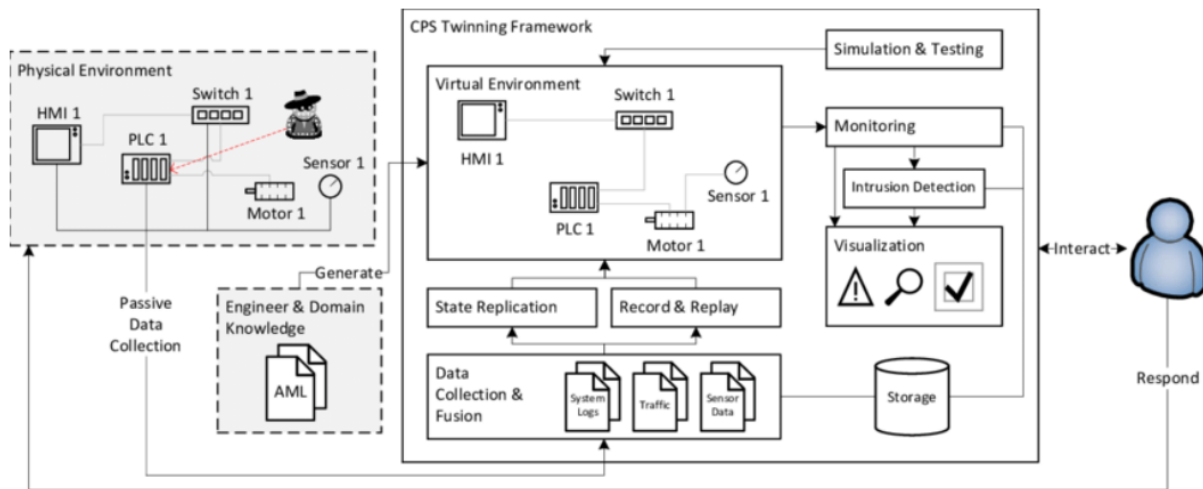 CPS Twinning Framework
Physical Environment
HMI 1
Switch 1
PLC 1
Sensor 1
Motor 1
Passive
Data
Collection
Generate
Engineer & Domain
Knowledge
AML
Simulation & Testing
Virtual Environment
Switch 1
HMI 1
Sensor 1
PLC 1
Motor 1
Monitoring
Intrusion Detection
Visualization
State Replication
Record & Replay
Data
Collection &
Fusion
System
Logs
Traffic
Sensor
Data
Storage
Interact
Respond